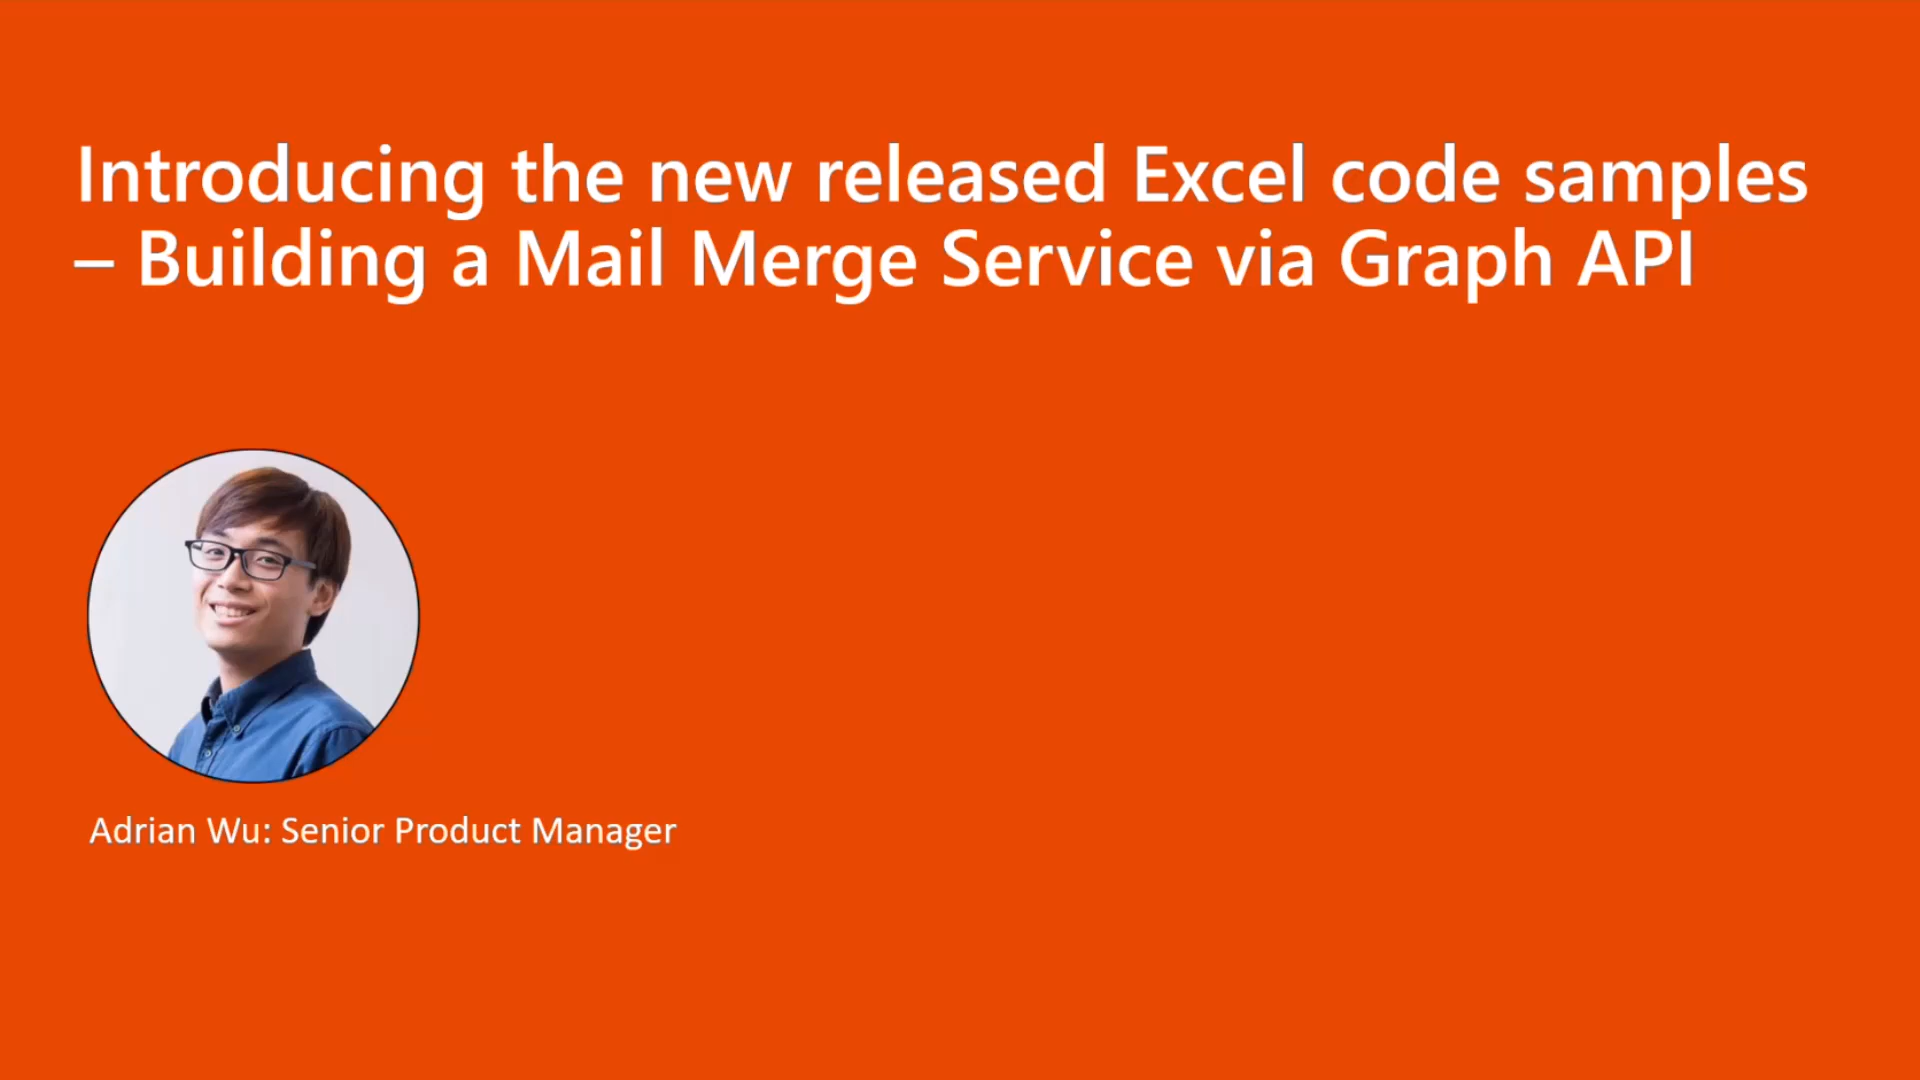 Introducing the new released Excel code samples
– Building a Mail Merge Service via Graph API
Adrian Wu: Senior Product Manager